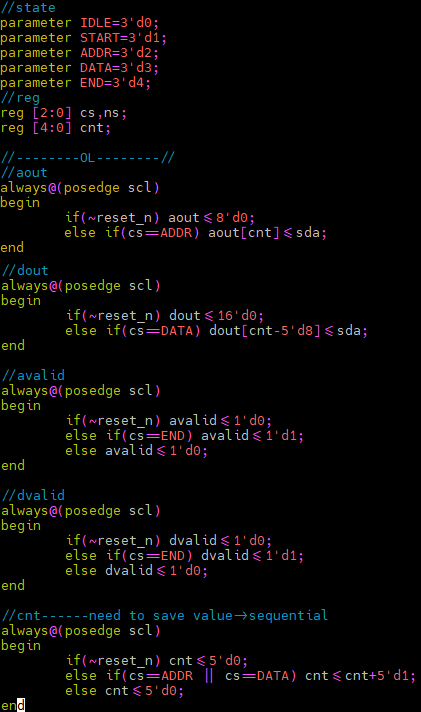 //state
parameter IDLE=3'd0;
parameter START=3'd1;
parameter ADDR=3'd2;
parameter DATA=3'd3;
parameter END=3'd4;
//reg
reg [2:0] cs,ns;
reg [4:0] cnt;
//--------OL--------//
//aout
always@(posedge scl)
begin
if(~reset_n) aout<=8'd0;
else if(cs==ADDR) aout[cnt]<=sda;
end
//dout
always@(posedge scl)
begin
if(~reset_n) dout<=16'd0;
else if(cs==DATA) dout[cnt-5'd8]<=sda;
end
//avalid
always@(posedge scl)
begin
if(~reset_n) avalid<=1'd0;
else if(cs==END) avalid<=1'd1;
else avalid<=1'd0;
end
//dvalid
always@(posedge scl)
begin
if(~reset_n) dvalid<=1'd0;
else if(cs==END) dvalid<=1'd1;
else dvalid<=1'd0;
end
//cnt------need to save value->sequential
always@(posedge scl)
begin
if(~reset_n) cnt<=5'd0;
else if(cs==ADDR || cs==DATA) cnt<=cnt+5'd1;
else cnt<=5'd0;
end